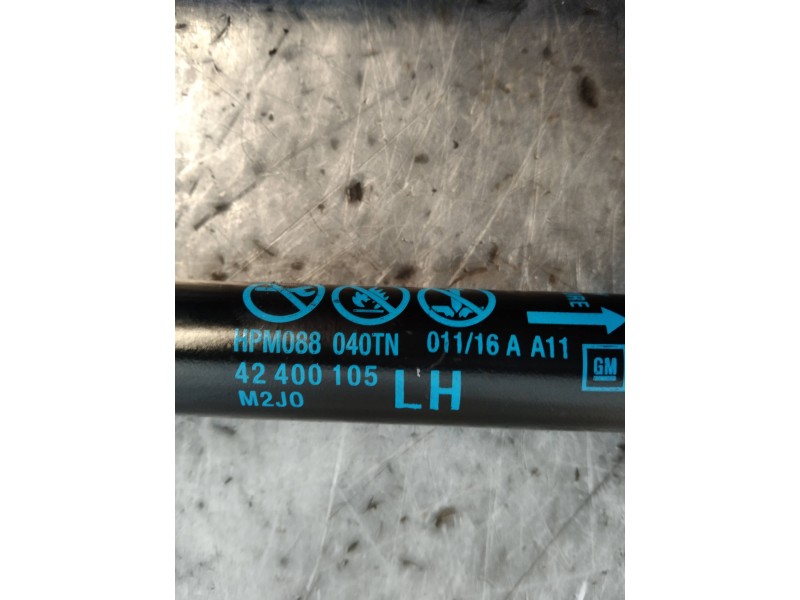 HPM088 040TN 011/16 A A11
42 400 105 LH
M2JO
GM